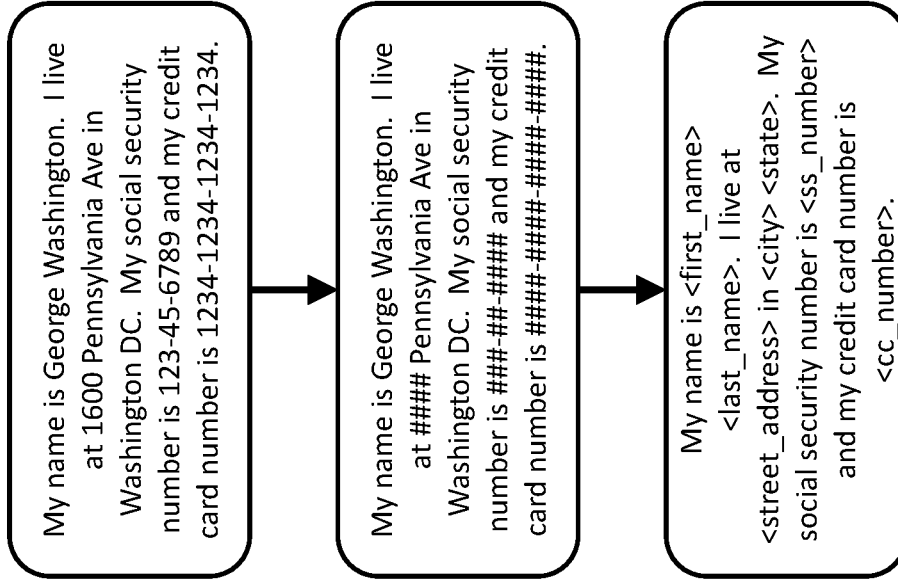 My name is George Washington.  I live
at 1600 Pennsylvania Ave in
Washington DC.  My social security
number is 123-45-6789 and my credit
card number is 1234-1234-1234-1234.
My name is George Washington.  I live
at #### Pennsylvania Ave in
Washington DC.  My social security
number is ###-##-#### and my credit
card number is ####-####-####-####.
My name is <first_name>
<last_name>. I live at
<street_address> in <city> <state>.  My
social security number is <ss_number>
and my credit card number is
<cc_number>.